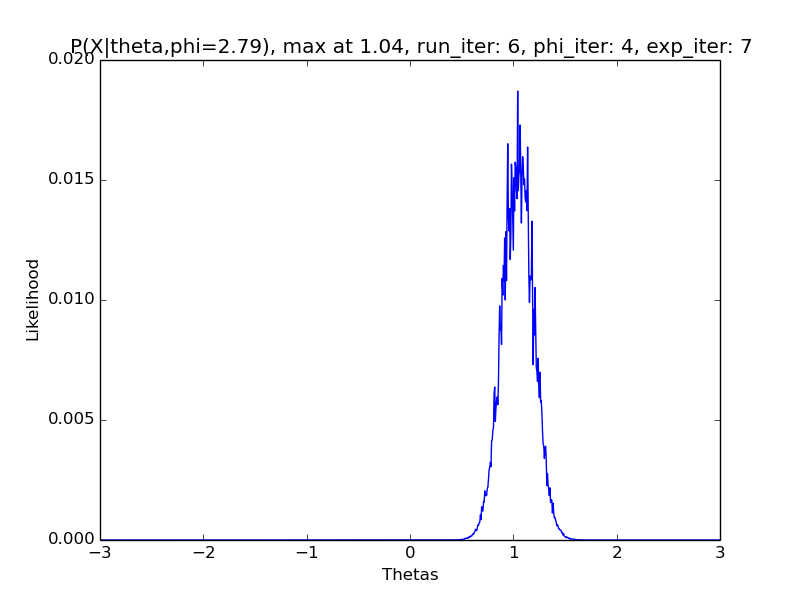 P(X|theta,phi=2.79), max at 1.04, run_iter: 6, phi_iter: 4, exp_iter: 7
0.020
0.015
0.010
0.005
0.000
Likelihood
−3 −2 −1 0 1 2 3
Thetas